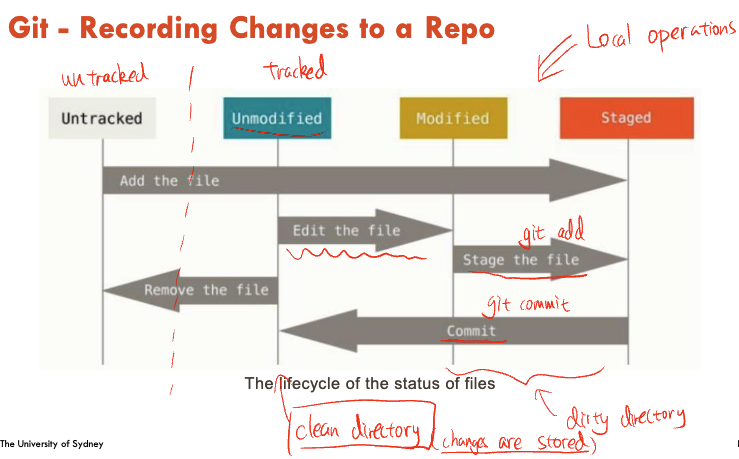 Git - Recording Changes to a Repo
Local operations
untracked
tracked
Untracked
Unmodified
Modified
Staged
Add the file
Edit the file
git add
Stage the file
Remove the file
git commit
Commit
The lifecycle of the status of files
clean directory (changes are stored)
dirty directory
The University of Sydney